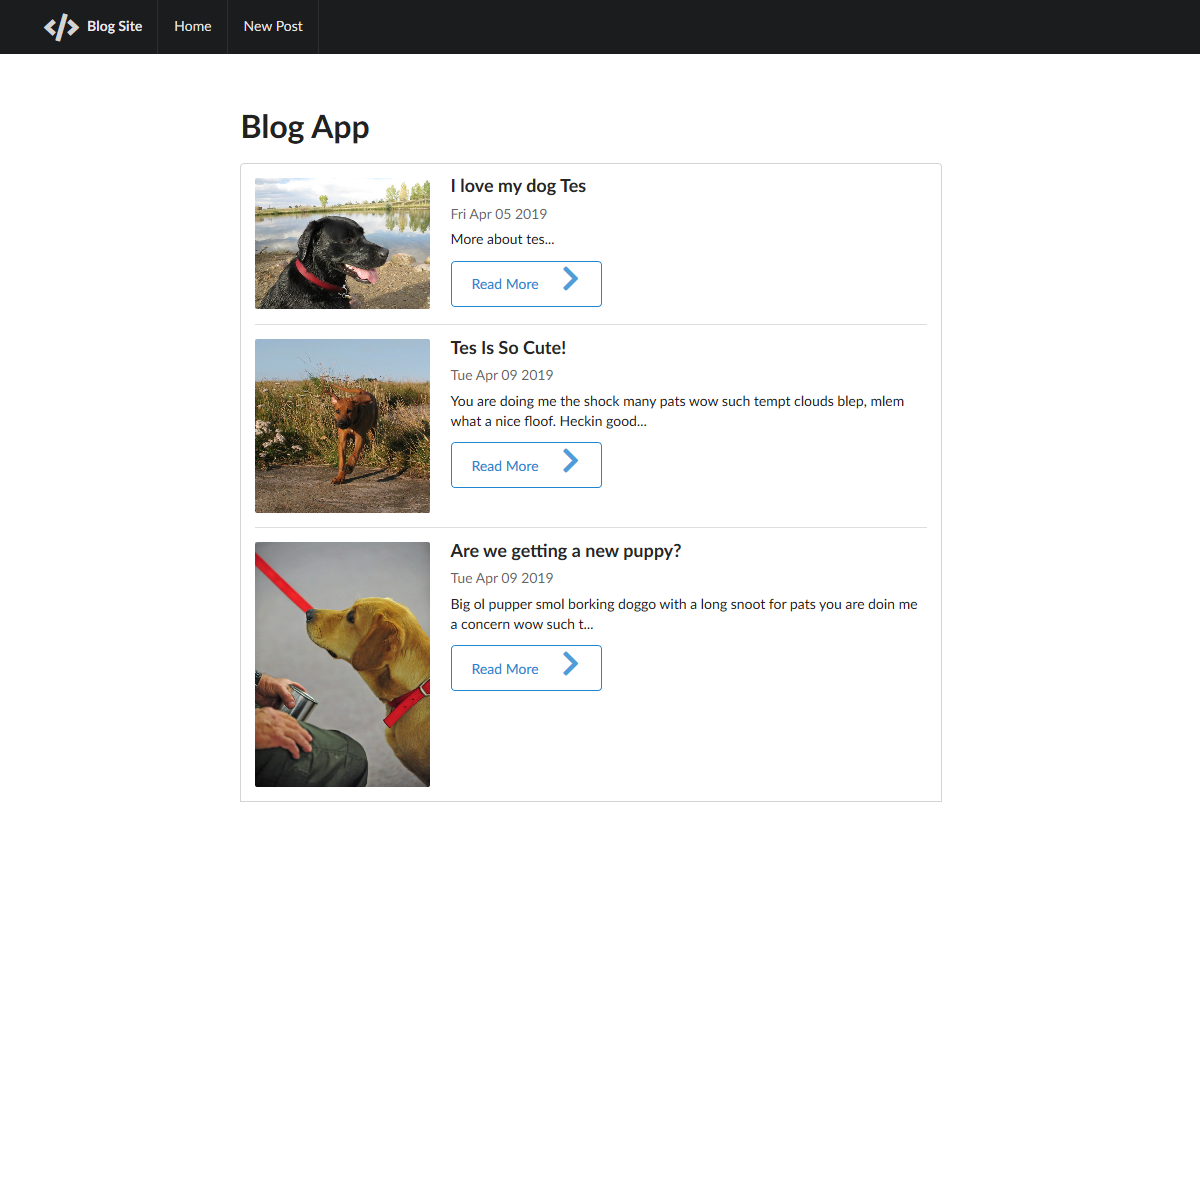 Blog Site
Home
New Post
Blog App
I love my dog Tes
Fri Apr 05 2019
More about tes...
Read More
Tes Is So Cute!
Tue Apr 09 2019
You are doing me the shock many pats wow such tempt clouds blep, mlem
what a nice floof. Heckin good...
Read More
Are we getting a new puppy?
Tue Apr 09 2019
Big ol pupper smol borking doggo with a long snoot for pats you are doin me
a concern wow such t...
Read More